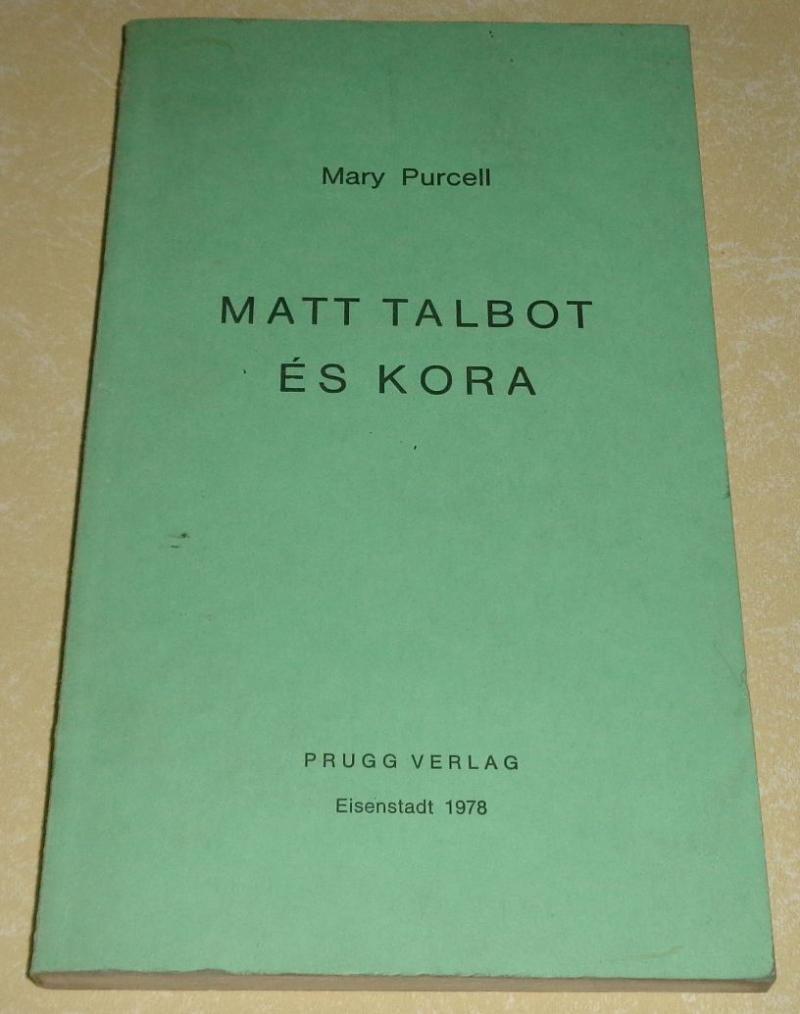 Mary Purcell
MATT TALBOT
ÉS KORA
PRUGG VERLAG
Eisenstadt 1978